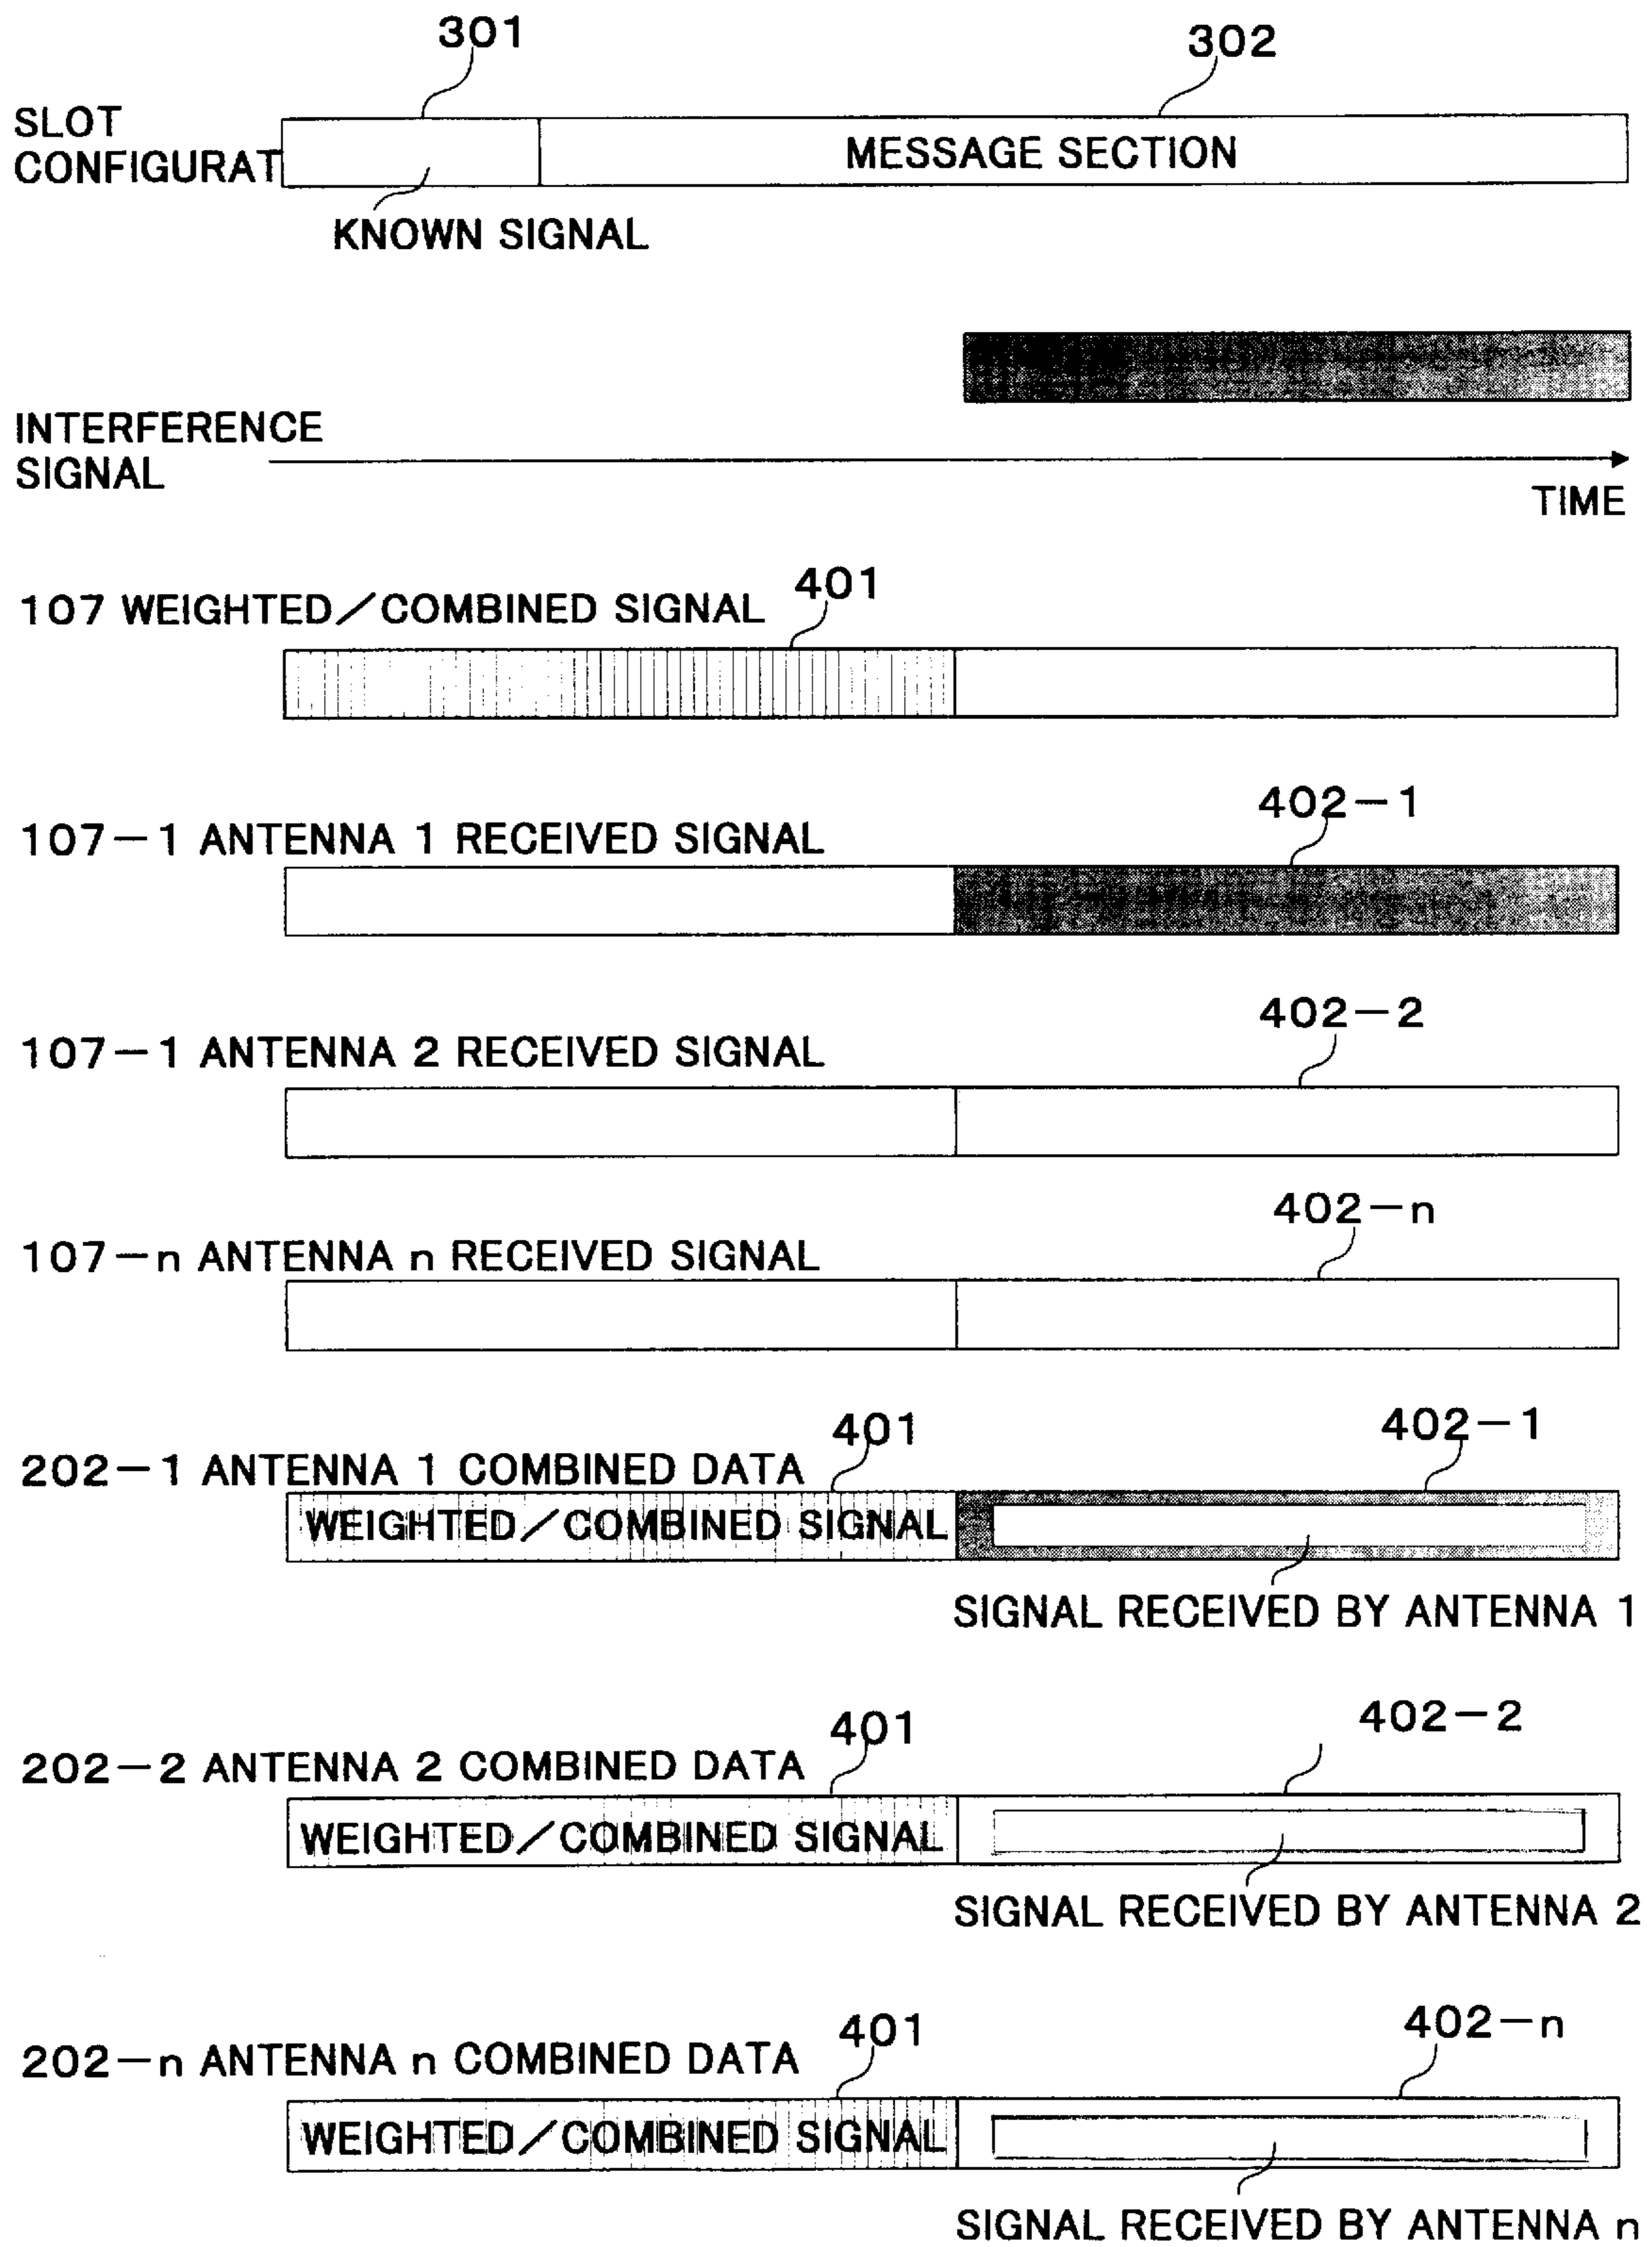 301
302
SLOT
CONFIGURAT
MESSAGE SECTION
KNOWN SIGNAL
INTERFERENCE
SIGNAL
TIME
107 WEIGHTED/COMBINED SIGNAL
401
107-1 ANTENNA 1 RECEIVED SIGNAL
402-1
107-1 ANTENNA 2 RECEIVED SIGNAL
402-2
107-n ANTENNA n RECEIVED SIGNAL
402-n
202-1 ANTENNA 1 COMBINED DATA
401
402-1
WEIGHTED/COMBINED SIGNAL
SIGNAL RECEIVED BY ANTENNA 1
202-2 ANTENNA 2 COMBINED DATA
401
402-2
WEIGHTED/COMBINED SIGNAL
SIGNAL RECEIVED BY ANTENNA 2
202-n ANTENNA n COMBINED DATA
401
402-n
WEIGHTED/COMBINED SIGNAL
SIGNAL RECEIVED BY ANTENNA n